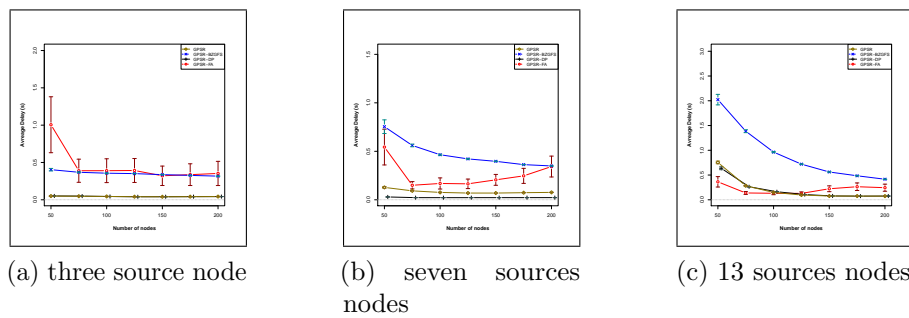 GPSR
GPSR-BZGFS
GPSR-DP
GPSR-FA
Average Delay (s)
0.0
0.5
1.0
1.5
2.0
50
100
150
200
Number of nodes
(a) three source node
GPSR
GPSR-BZGFS
GPSR-DP
GPSR-FA
Average Delay (s)
0.0
0.5
1.0
1.5
50
100
150
200
Number of nodes
(b) seven sources
nodes
GPSR
GPSR-BZGFS
GPSR-DP
GPSR-FA
Average Delay (s)
0.0
0.5
1.0
1.5
2.0
2.5
3.0
50
100
150
200
Number of nodes
(c) 13 sources nodes